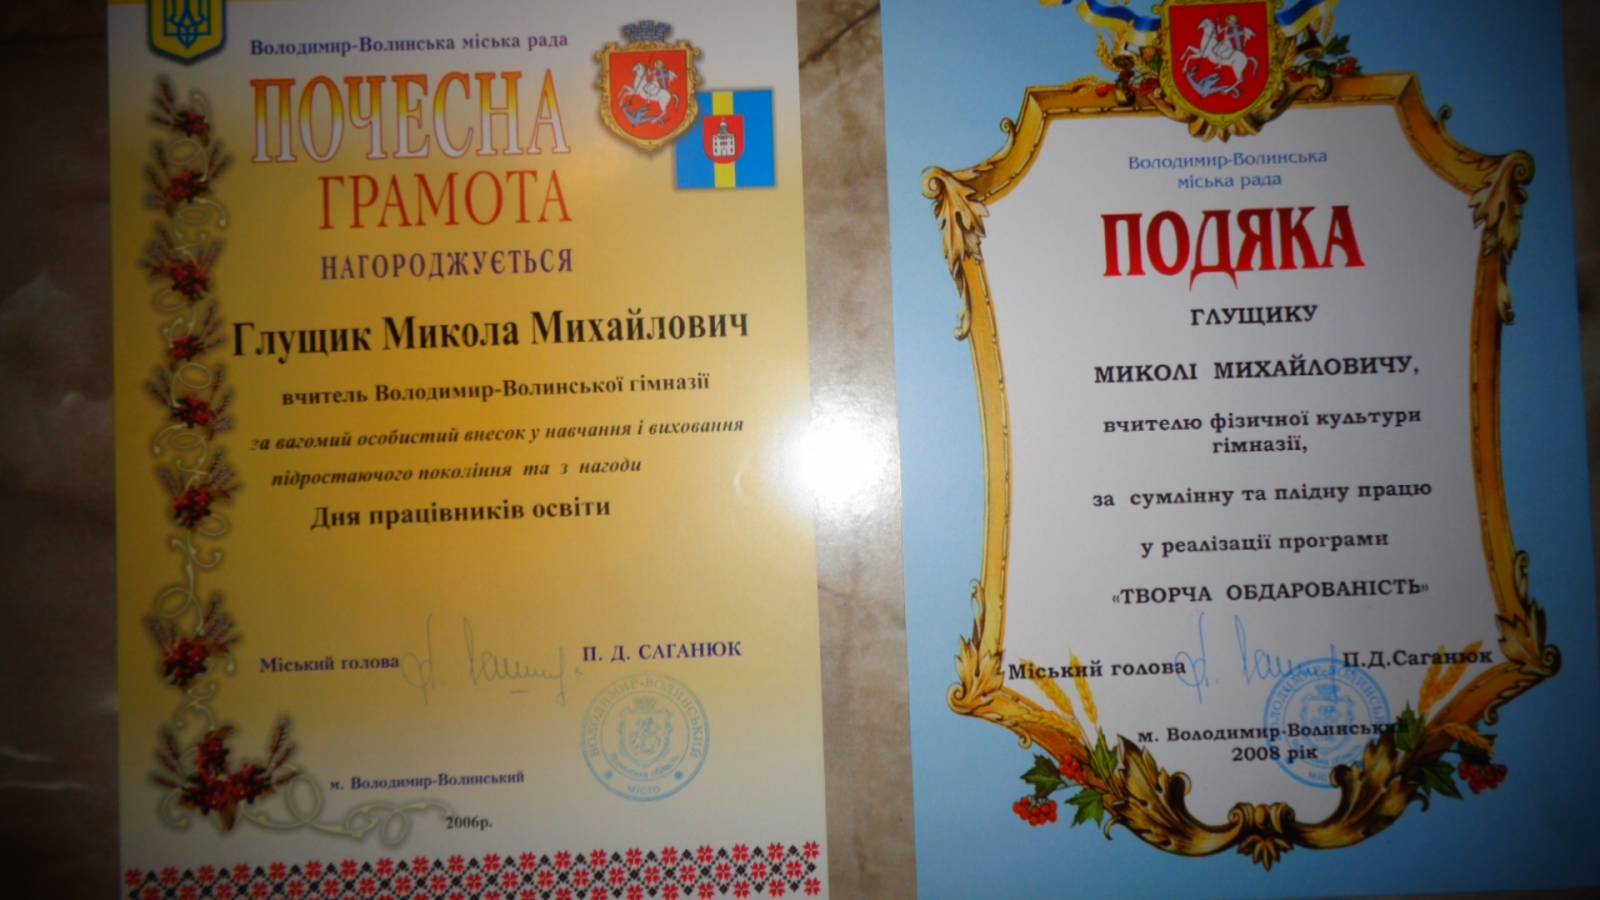 Володимир-Волинська міська рада
ПОЧЕСНА
ГРАМОТА
НАГОРОДЖУЄТЬСЯ
Глущик Микола Михайлович
вчитель Володимир-Волинської гімназії
за вагомий особистий внесок у навчання і виховання
підростаючого покоління та з нагоди
Дня працівників освіти
Міський голова П. Д. САГАНЮК
ВОЛОДИМИР-ВОЛИНСЬКИЙ
МІСТО
м. Володимир-Волинський
2006р.
Володимир-Волинська
міська рада
ПОДЯКА
ГЛУЩИКУ
МИКОЛІ МИХАЙЛОВИЧУ,
вчителю фізичної культури
гімназії,
за сумлінну та плідну працю
у реалізації програми
«ТВОРЧА ОБДАРОВАНІСТЬ»
Міський голова П.Д.Саганюк
м. Володимир-Волинський
2008 рік